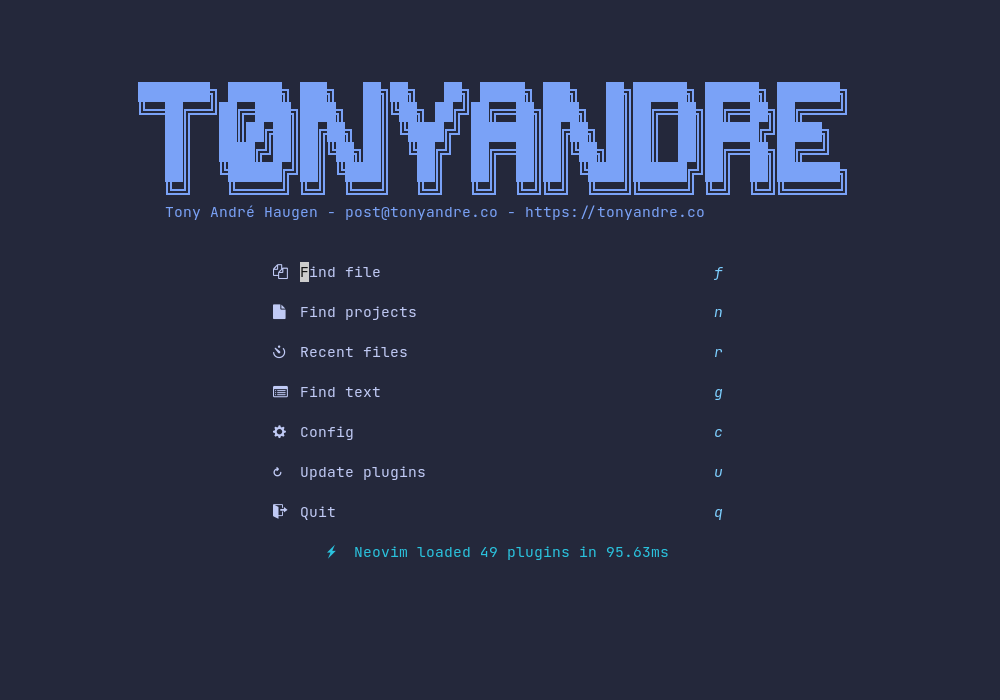 T0NYANDRE
Tony André Haugen - post@tonyandre.co - https://tonyandre.co
Find file f
Find projects n
Recent files r
Find text g
Config c
Update plugins u
Quit q
Neovim loaded 49 plugins in 95.63ms